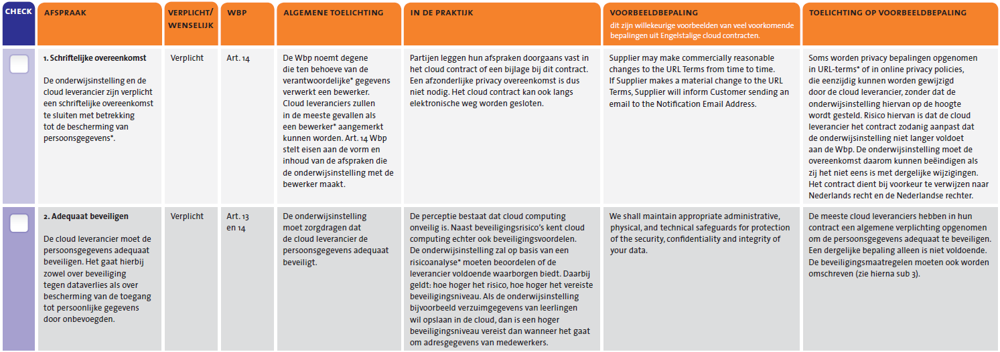 CHECK
AFSPRAAK
VERPLICHT/
WENSELIJK
WBP
ALGEMENE TOELICHTING
IN DE PRAKTIJK
VOORBEELDBEPALING
dit zijn willekeurige voorbeelden van veel voorkomende
bepalingen uit Engelstalige cloud contracten.
TOELICHTING OP VOORBEELDBEPALING
1. Schriftelijke overeenkomst
De onderwijsinstelling en de
cloud leverancier zijn verplicht
een schriftelijke overeenkomst
te sluiten met betrekking
tot de bescherming van
persoonsgegevens*.
Verplicht
Art. 14
De Wbp noemt degene
die ten behoeve van de
verantwoordelijke* gegevens
verwerkt een bewerker.
Cloud leveranciers zullen
in de meeste gevallen als
een bewerker* aangemerkt
kunnen worden. Art. 14 Wbp
stelt eisen aan de vorm en
inhoud van de afspraken die
de onderwijsinstelling met de
bewerker maakt.
Partijen leggen hun afspraken doorgaans vast in
het cloud contract of een bijlage bij dit contract.
Een afzonderlijke privacy overeenkomst is dus
niet nodig. Het cloud contract kan ook langs
elektronische weg worden gesloten.
Supplier may make commercially reasonable
changes to the URL Terms from time to time.
If Supplier makes a material change to the URL
Terms, Supplier will inform Customer sending an
email to the Notification Email Address.
Soms worden privacy bepalingen opgenomen
in URL-terms* of in online privacy policies,
die eenzijdig kunnen worden gewijzigd
door de cloud leverancier, zonder dat de
onderwijsinstelling hiervan op de hoogte
wordt gesteld. Risico hiervan is dat de cloud
leverancier het contract zodanig aanpast dat
de onderwijsinstelling niet langer voldoet
aan de Wbp. De onderwijsinstelling moet de
overeenkomst daarom kunnen beëindigen als
zij het niet eens is met dergelijke wijzigingen.
Het contract dient bij voorkeur te verwijzen naar
Nederlands recht en de Nederlandse rechter.
2. Adequaat beveiligen
De cloud leverancier moet de
persoonsgegevens adequaat
beveiligen. Het gaat hierbij
zowel over beveiliging
tegen dataverlies als over
bescherming van de toegang
tot persoonlijke gegevens
door onbevoegden.
Verplicht
Art. 13
en 14
De onderwijsinstelling
moet zorgdragen dat
de cloud leverancier de
persoonsgegevens adequaat
beveiligt.
De perceptie bestaat dat cloud computing
onveilig is. Naast beveiligingsrisico's kent cloud
computing echter ook beveiligingsvoordelen.
De onderwijsinstelling zal op basis van een
risicoanalyse* moeten beoordelen of de
leverancier voldoende waarborgen biedt. Daarbij
geldt: hoe hoger het risico, hoe hoger het vereiste
beveiligingsniveau. Als de onderwijsinstelling
bijvoorbeeld verzuimgegevens van leerlingen
wil opslaan in de cloud, dan is een hoger
beveiligingsniveau vereist dan wanneer het gaat
om adresgegevens van medewerkers.
We shall maintain appropriate administrative,
physical, and technical safeguards for protection
of the security, confidentiality and integrity of
your data.
De meeste cloud leveranciers hebben in hun
contract een algemene verplichting opgenomen
om de persoonsgegevens adequaat te beveiligen.
Een dergelijke bepaling alleen is niet voldoende.
De beveiligingsmaatregelen moeten ook worden
omschreven (zie hierna sub 3).